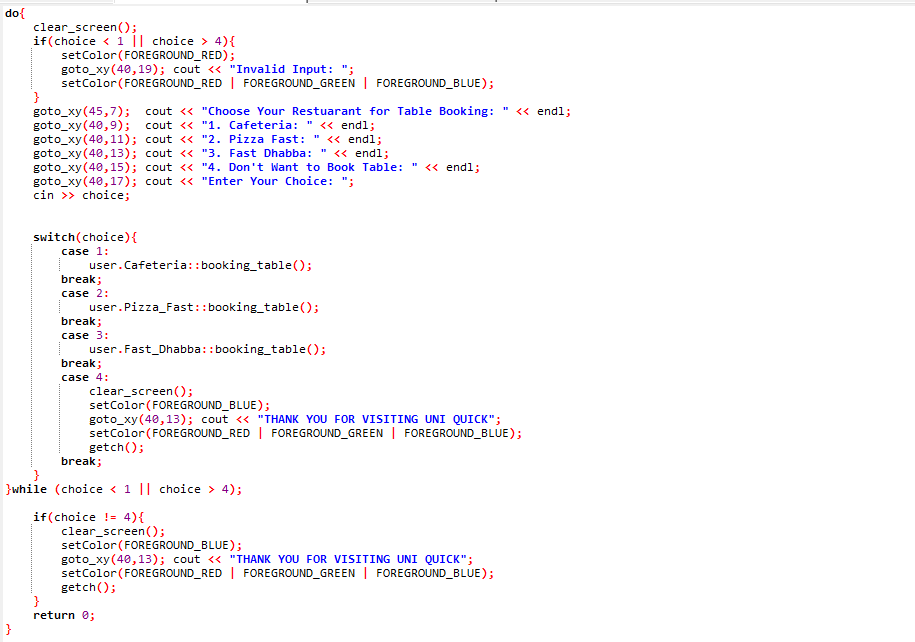 do{
    clear_screen();
    if(choice < 1 || choice > 4){
        setColor(FOREGROUND_RED);
        goto_xy(40,19); cout << "Invalid Input: ";
        setColor(FOREGROUND_RED | FOREGROUND_GREEN | FOREGROUND_BLUE);
    }
    goto_xy(45,7);  cout << "Choose Your Restuarant for Table Booking: " << endl;
    goto_xy(40,9);  cout << "1. Cafeteria: " << endl;
    goto_xy(40,11); cout << "2. Pizza Fast: " << endl;
    goto_xy(40,13); cout << "3. Fast Dhabba: " << endl;
    goto_xy(40,15); cout << "4. Don't Want to Book Table: " << endl;
    goto_xy(40,17); cout << "Enter Your Choice: ";
    cin >> choice;
    switch(choice){
        case 1:
            user.Cafeteria::booking_table();
        break;
        case 2:
            user.Pizza_Fast::booking_table();
        break;
        case 3:
            user.Fast_Dhabba::booking_table();
        break;
        case 4:
            clear_screen();
            setColor(FOREGROUND_BLUE);
            goto_xy(40,13); cout << "THANK YOU FOR VISITING UNI QUICK";
            setColor(FOREGROUND_RED | FOREGROUND_GREEN | FOREGROUND_BLUE);
            getch();
        break;
    }
}while (choice < 1 || choice > 4);
    if(choice != 4){
        clear_screen();
        setColor(FOREGROUND_BLUE);
        goto_xy(40,13); cout << "THANK YOU FOR VISITING UNI QUICK";
        setColor(FOREGROUND_RED | FOREGROUND_GREEN | FOREGROUND_BLUE);
        getch();
    }
    return 0;
}